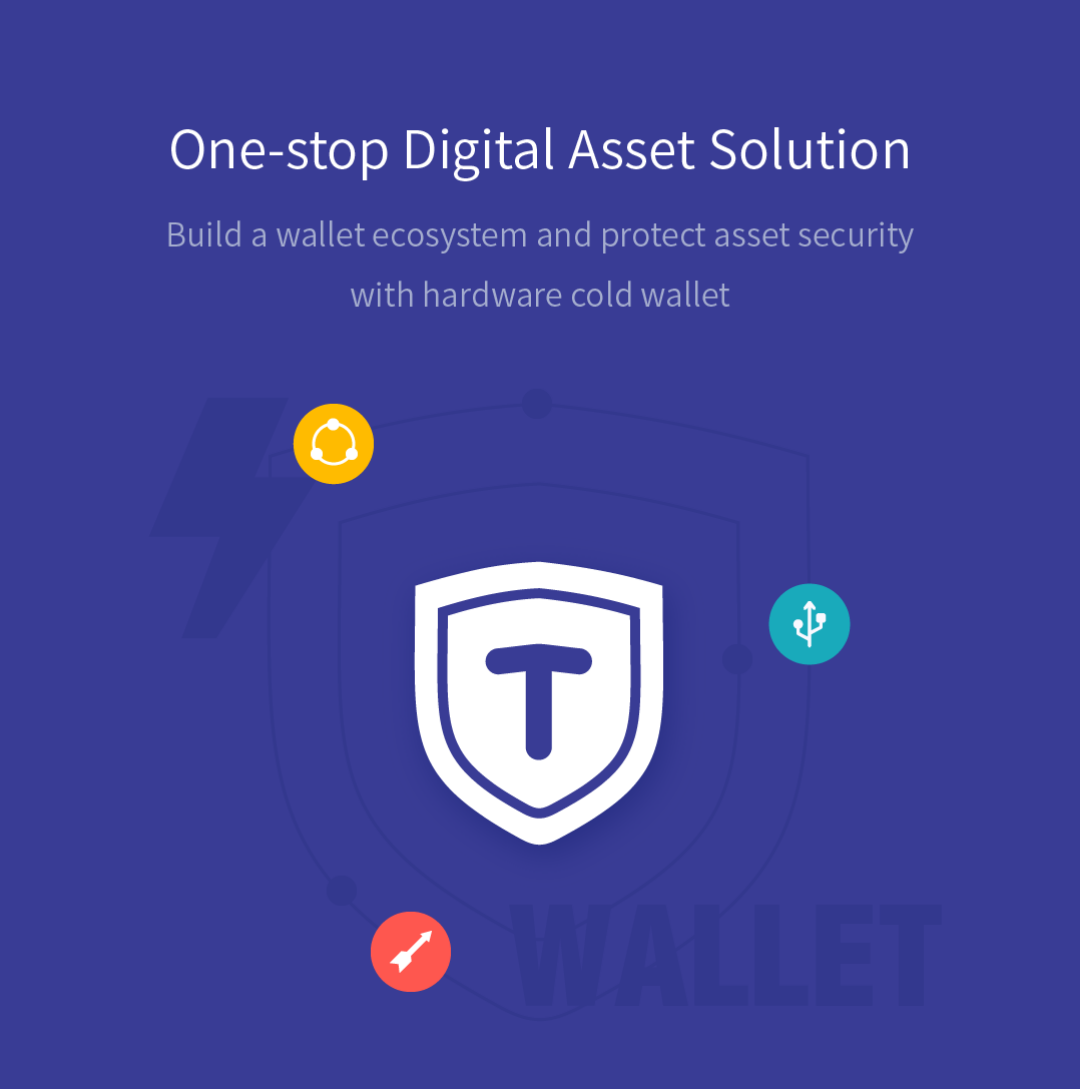 One-stop Digital Asset Solution
Build a wallet ecosystem and protect asset security
with hardware cold wallet
T
WALLET